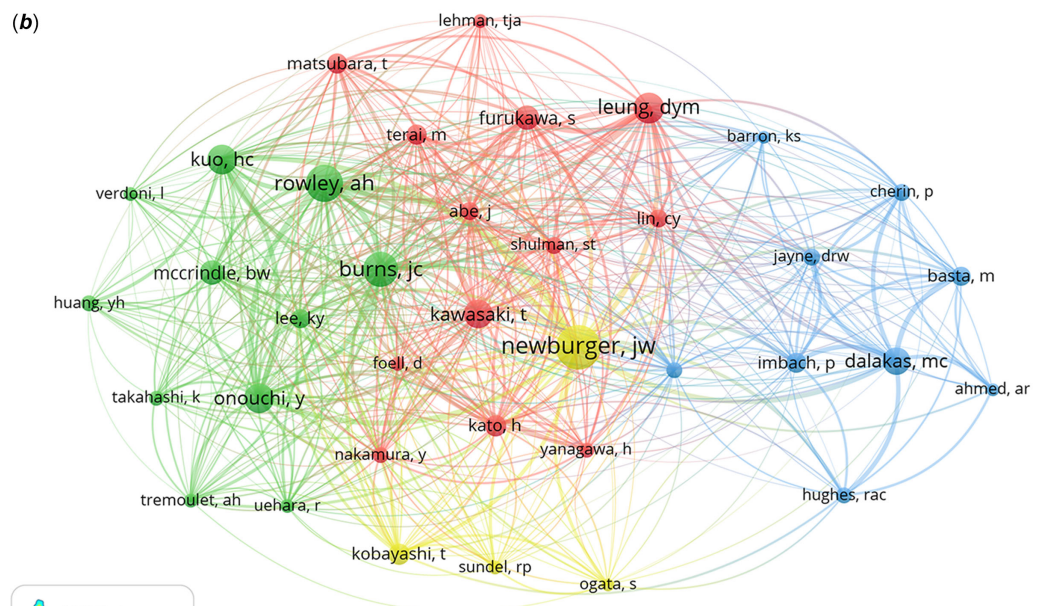 (b)
lehman, tja
matsubara, t
leung, dym
furukawa, s
terai, m
barron, ks
kuo, hc
rowley, ah
verdoni, l
cherin, p
abe, j
lin, cy
shulman, st
jayne, drw
burns, jc
mccrindle, bw
basta, m
huang, yh
lee, ky
kawasaki, t
newburger, jw
foell, d
imbach, p
dalakas, mc
ahmed, ar
takahashi, k
onouchi, y
kato, h
nakamura, y
yanagawa, h
hughes, rac
tremoulet, ah
uehara, r
kobayashi, t
sundel, rp
ogata, s